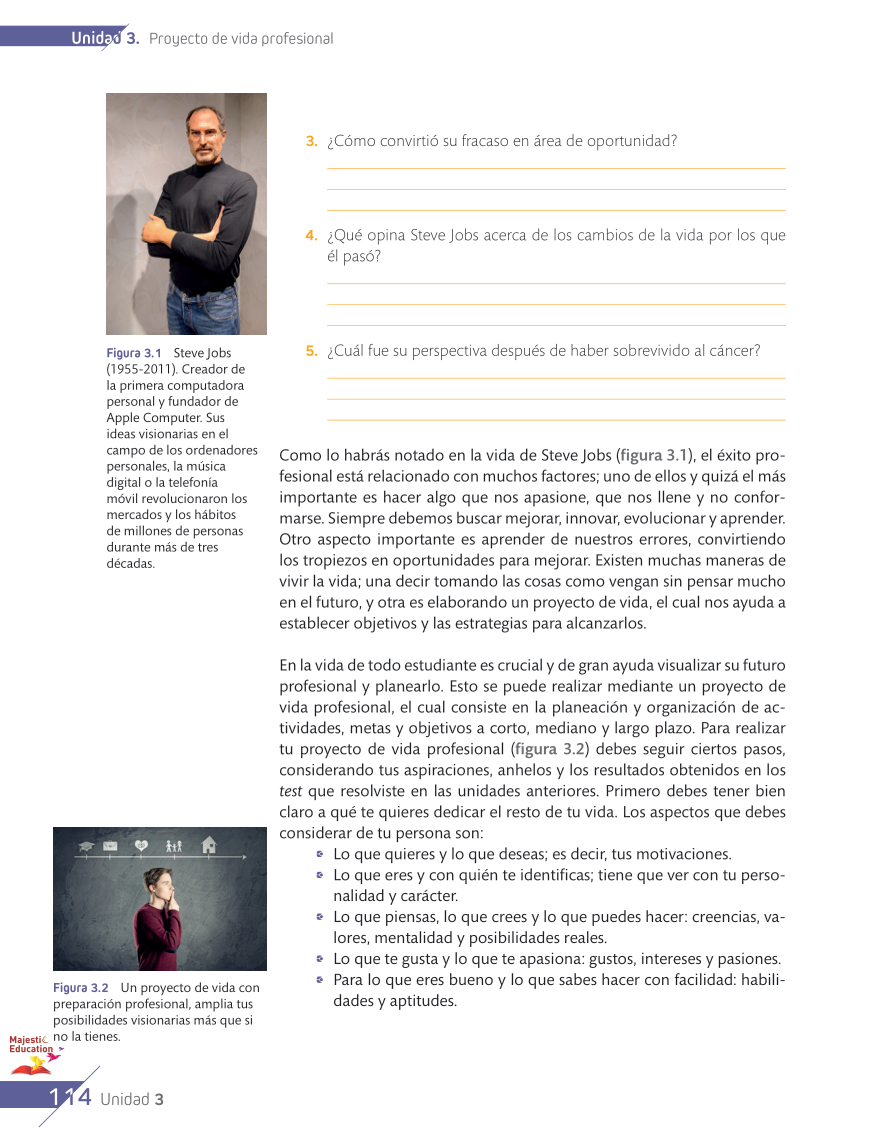 Unidad 3. Proyecto de vida profesional
3. ¿Cómo convirtió su fracaso en área de oportunidad?
4. ¿Qué opina Steve Jobs acerca de los cambios de la vida por los que
él pasó?
5. ¿Cuál fue su perspectiva después de haber sobrevivido al cáncer?
Figura 3.1 Steve Jobs
(1955-2011). Creador de
la primera computadora
personal y fundador de
Apple Computer. Sus
ideas visionarias en el
campo de los ordenadores
personales, la música
digital o la telefonía
móvil revolucionaron los
mercados y los hábitos
de millones de personas
durante más de tres
décadas.
Como lo habrás notado en la vida de Steve Jobs (figura 3.1), el éxito pro-
fesional está relacionado con muchos factores; uno de ellos y quizá el más
importante es hacer algo que nos apasione, que nos llene y no confor-
marse. Siempre debemos buscar mejorar, innovar, evolucionar y aprender.
Otro aspecto importante es aprender de nuestros errores, convirtiendo
los tropiezos en oportunidades para mejorar. Existen muchas maneras de
vivir la vida; una decir tomando las cosas como vengan sin pensar mucho
en el futuro, y otra es elaborando un proyecto de vida, el cual nos ayuda a
establecer objetivos y las estrategias para alcanzarlos.
En la vida de todo estudiante es crucial y de gran ayuda visualizar su futuro
profesional y planearlo. Esto se puede realizar mediante un proyecto de
vida profesional, el cual consiste en la planeación y organización de ac-
tividades, metas y objetivos a corto, mediano y largo plazo. Para realizar
tu proyecto de vida profesional (figura 3.2) debes seguir ciertos pasos,
considerando tus aspiraciones, anhelos y los resultados obtenidos en los
test que resolviste en las unidades anteriores. Primero debes tener bien
claro a qué te quieres dedicar el resto de tu vida. Los aspectos que debes
considerar de tu persona son:
Lo que quieres y lo que deseas; es decir, tus motivaciones.
Lo que eres y con quién te identificas; tiene que ver con tu perso-
nalidad y carácter.
Lo que piensas, lo que crees y lo que puedes hacer: creencias, va-
lores, mentalidad y posibilidades reales.
Lo que te gusta y lo que te apasiona: gustos, intereses y pasiones.
Para lo que eres bueno y lo que sabes hacer con facilidad: habili-
dades y aptitudes.
Figura 3.2 Un proyecto de vida con
preparación profesional, amplia tus
posibilidades visionarias más que si
no la tienes.
Majestic
Education
114 Unidad 3